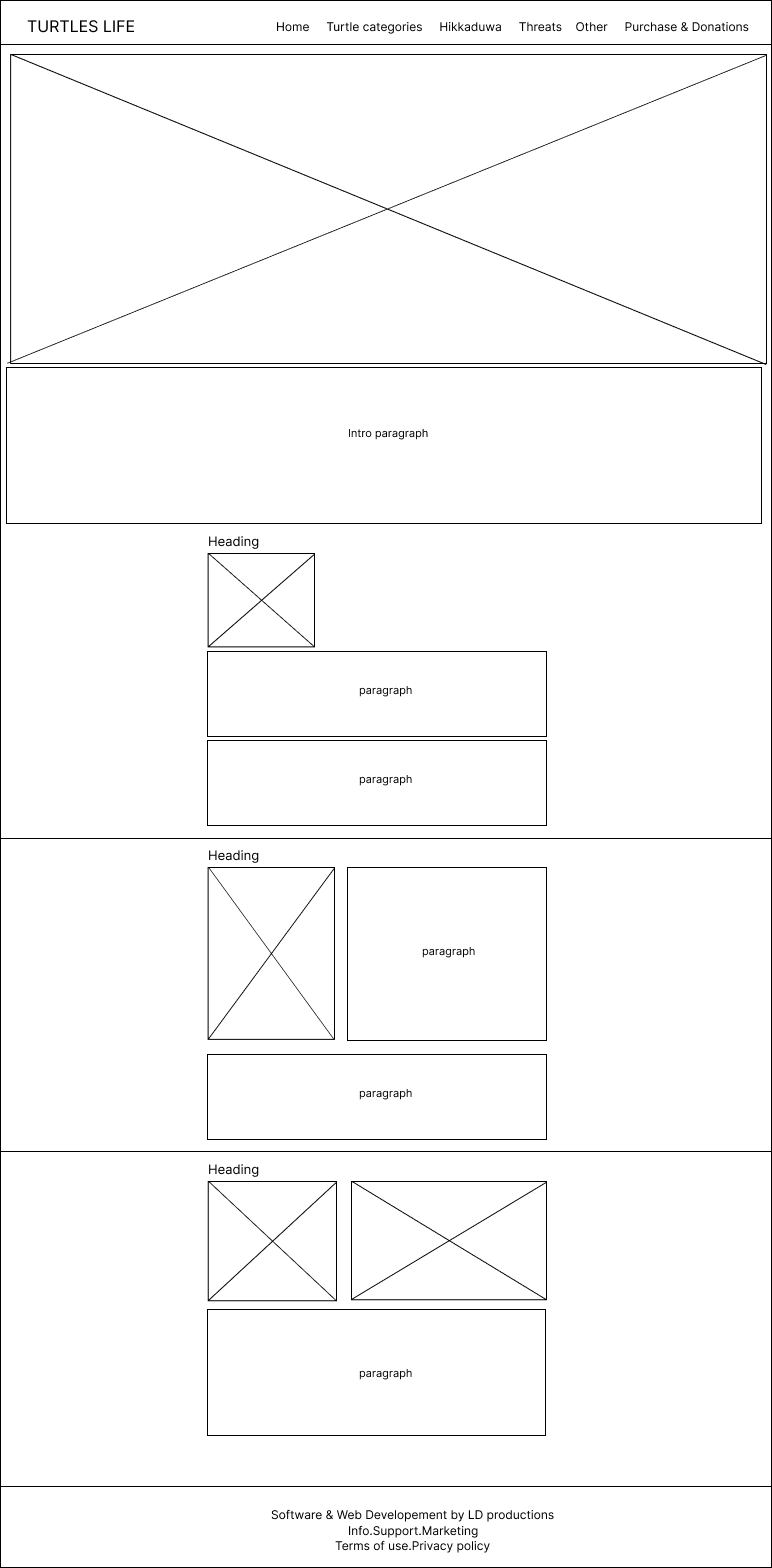 TURTLES LIFE Home Turtle categories Hikkaduwa Threats Other Purchase & Donations
Intro paragraph
Heading
paragraph
paragraph
Heading
paragraph
paragraph
Heading
paragraph
Software & Web Developement by LD productions
Info.Support.Marketing
Terms of use.Privacy policy